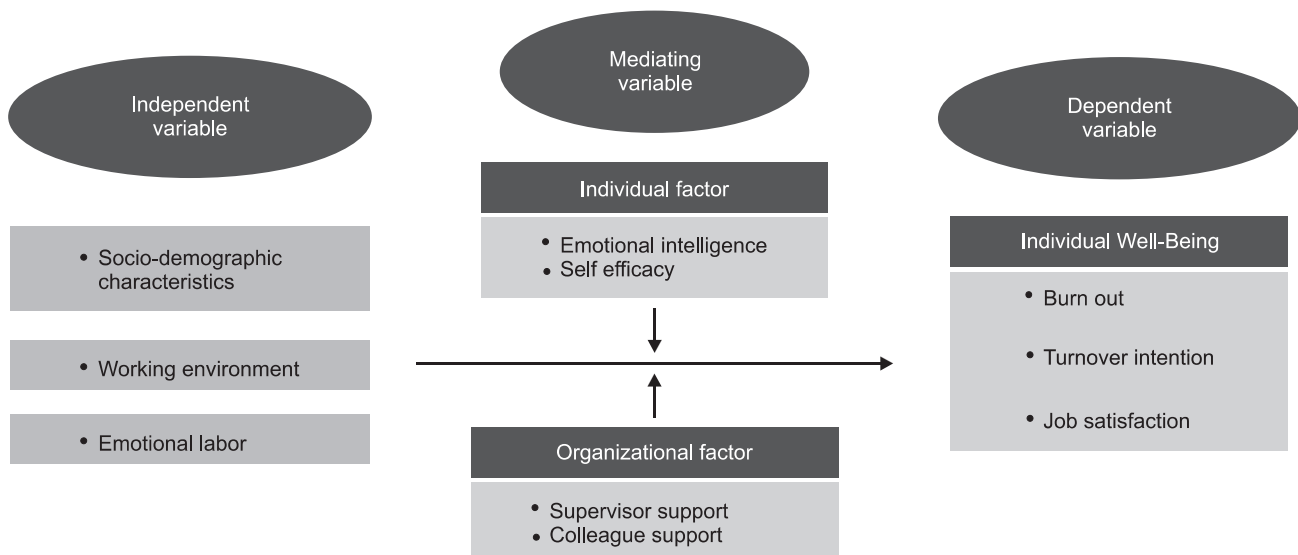 Independent
variable
• Socio-demographic
characteristics
• Working environment
• Emotional labor
Mediating
variable
Individual factor
• Emotional intelligence
• Self efficacy
Organizational factor
• Supervisor support
• Colleague support
Dependent
variable
Individual Well-Being
• Burn out
• Turnover intention
• Job satisfaction